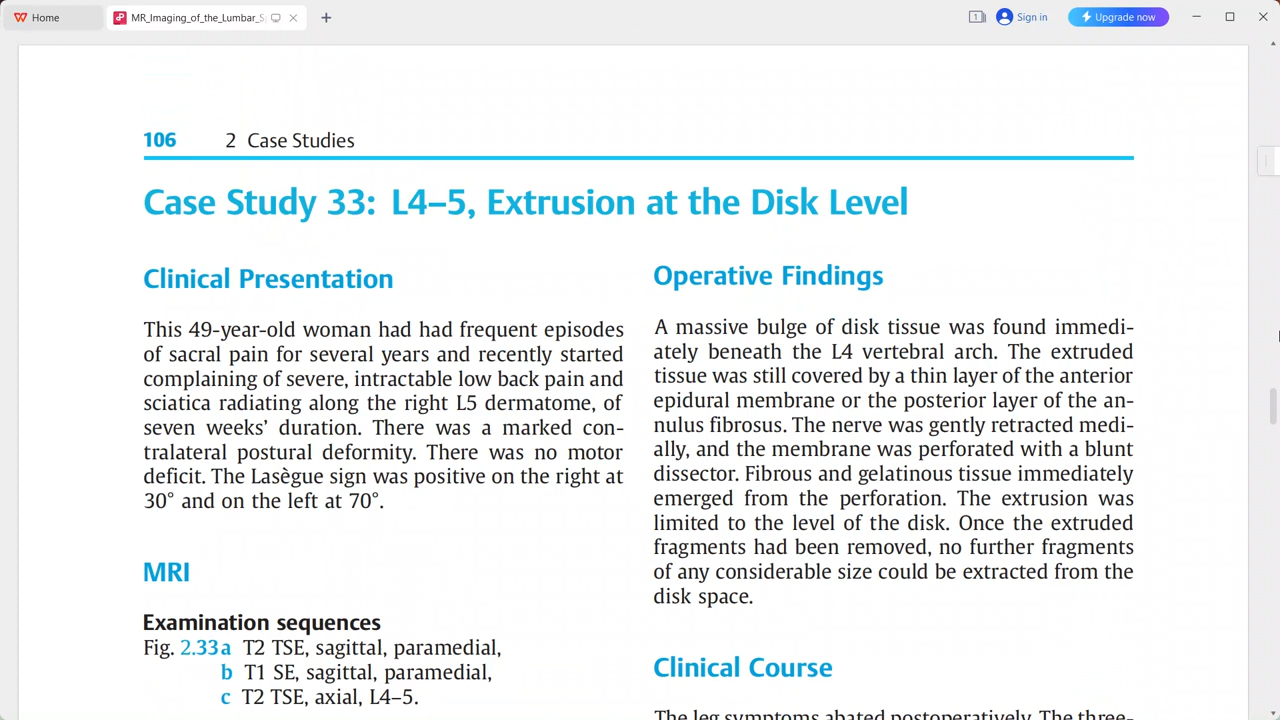 Home
MR_Imaging_of_the_Lumbar_S
1
Sign in
Upgrade now
106 2 Case Studies
Case Study 33: L4–5, Extrusion at the Disk Level
Clinical Presentation
This 49-year-old woman had had frequent episodes
of sacral pain for several years and recently started
complaining of severe, intractable low back pain and
sciatica radiating along the right L5 dermatome, of
seven weeks’ duration. There was a marked con-
tralateral postural deformity. There was no motor
deficit. The Lasègue sign was positive on the right at
30° and on the left at 70°.
MRI
Examination sequences
Fig. 2.33 a T2 TSE, sagittal, paramedial,
b T1 SE, sagittal, paramedial,
c T2 TSE, axial, L4–5.
Operative Findings
A massive bulge of disk tissue was found immedi-
ately beneath the L4 vertebral arch. The extruded
tissue was still covered by a thin layer of the anterior
epidural membrane or the posterior layer of the an-
nulus fibrosus. The nerve was gently retracted medi-
ally, and the membrane was perforated with a blunt
dissector. Fibrous and gelatinous tissue immediately
emerged from the perforation. The extrusion was
limited to the level of the disk. Once the extruded
fragments had been removed, no further fragments
of any considerable size could be extracted from the
disk space.
Clinical Course
The leg symptoms abated postoperatively. The three-